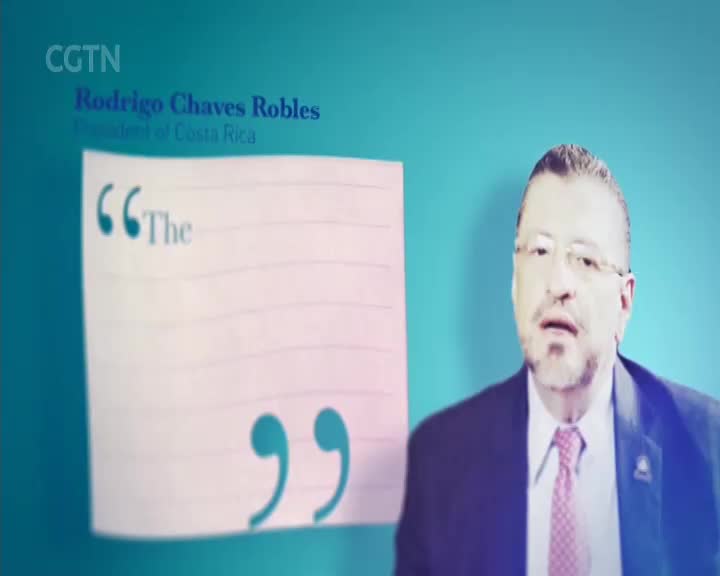 CGTN
Rodrigo Chaves Robles
President of Costa Rica
“The
”